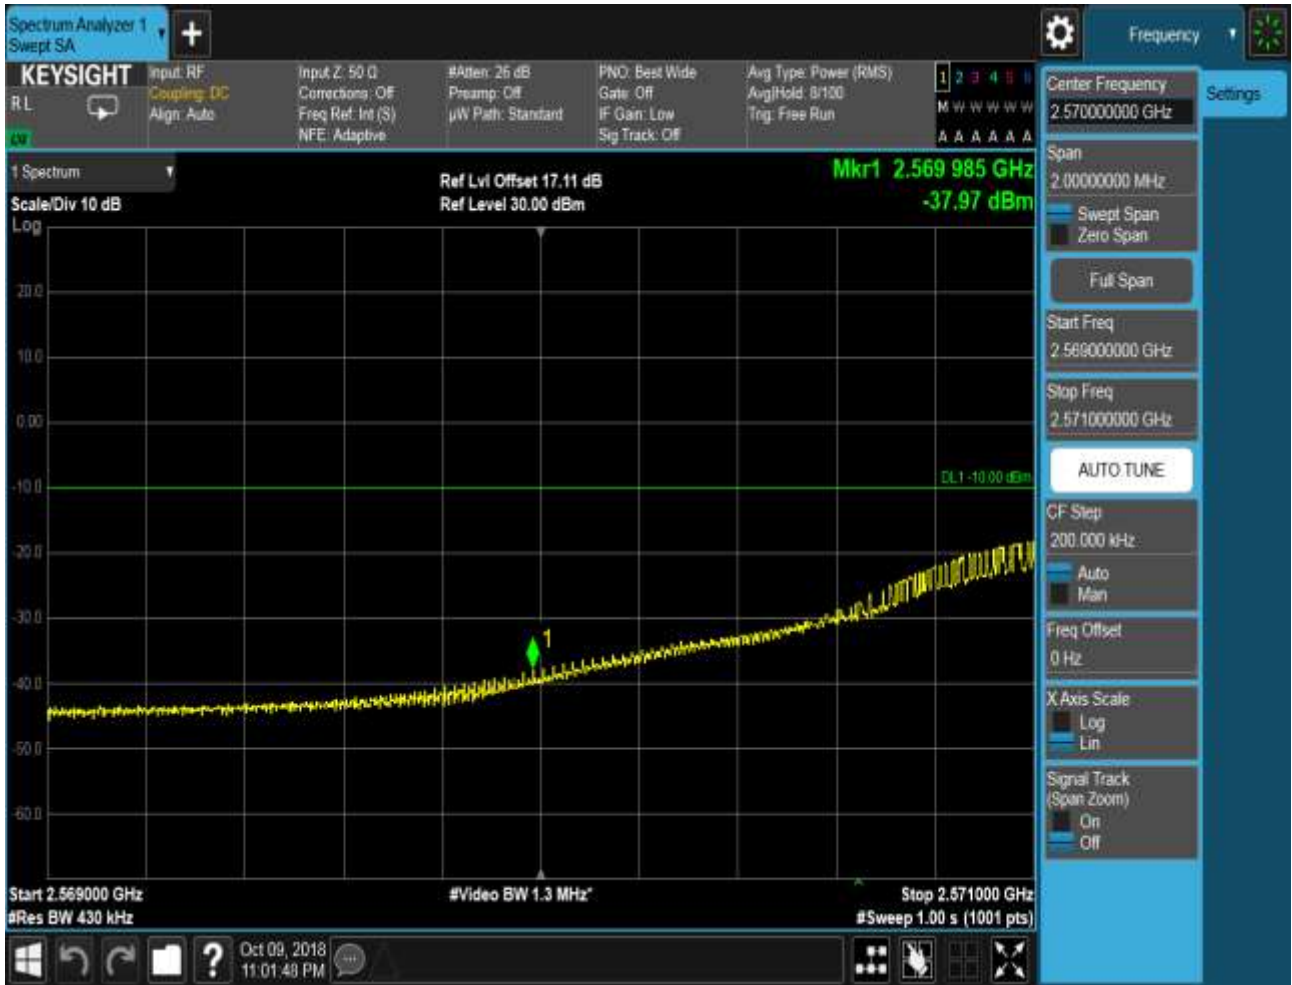 Spectrum Analyzer 1
Swept SA
+
Frequency
KEYSIGHT
R L
Input: RF
Coupling: DC
Align: Auto
Input Z: 50 Ω
Corrections: Off
Freq Ref: Int (S)
NFE: Adaptive
#Atten: 26 dB
Preamp: Off
µW Path: Standard
PNO: Best Wide
Gate: Off
IF Gain: Low
Sig Track: Off
Avg Type: Power (RMS)
Avg|Hold: 8/100
Trig: Free Run
1 2 3 4 5 6
M W W W W W
A A A A A A
1 Spectrum
Scale/Div 10 dB
Log
Ref Lvl Offset 17.11 dB
Ref Level 30.00 dBm
Mkr1 2.569 985 GHz
-37.97 dBm
20.0
10.0
0.00
-10.0
-20.0
-30.0
-40.0
-50.0
-60.0
DL1 -10.00 dBm
1
Start 2.569000 GHz
#Res BW 430 kHz
#Video BW 1.3 MHz*
Stop 2.571000 GHz
#Sweep 1.00 s (1001 pts)
Center Frequency
2.570000000 GHz
Settings
Span
2.00000000 MHz
Swept Span
Zero Span
Full Span
Start Freq
2.569000000 GHz
Stop Freq
2.571000000 GHz
AUTO TUNE
CF Step
200.000 kHz
Auto
Man
Freq Offset
0 Hz
X Axis Scale
Log
Lin
Signal Track
(Span Zoom)
On
Off
?
Oct 09, 2018
11:01:48 PM